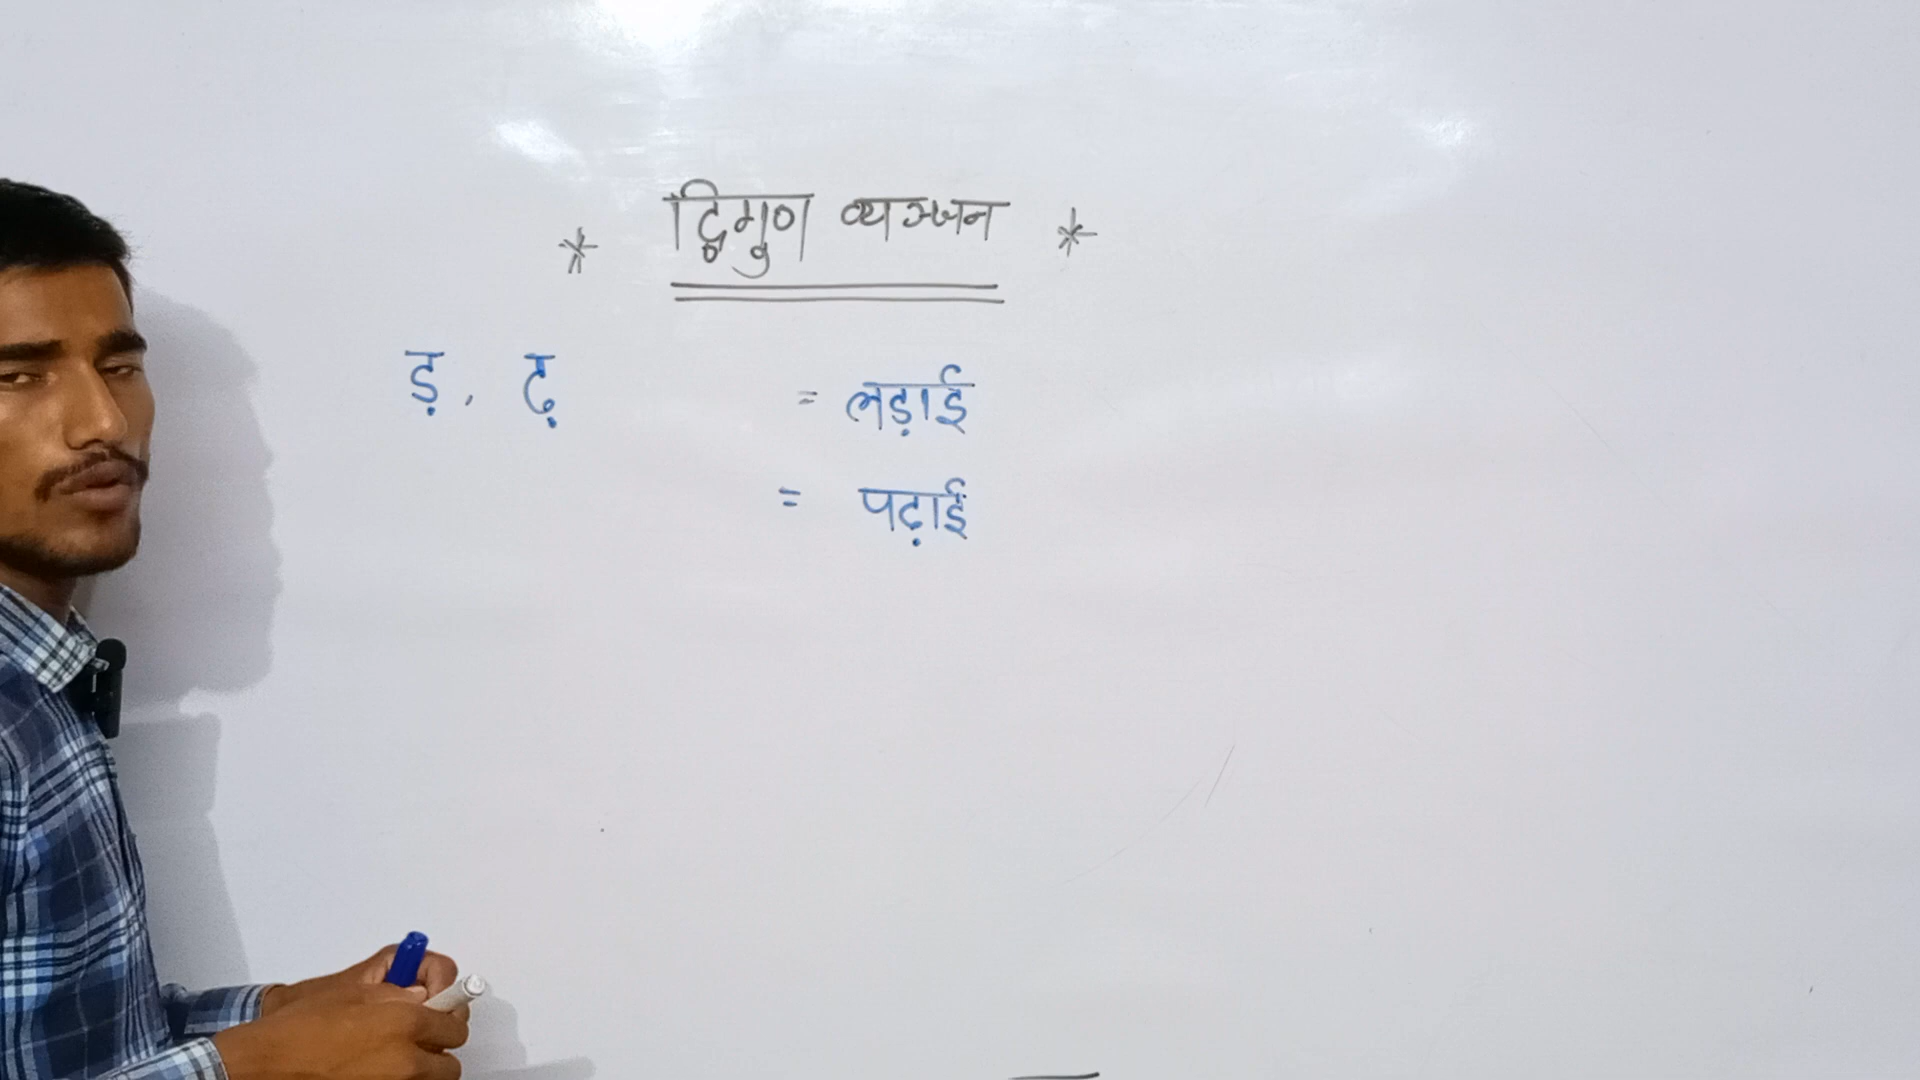 * द्विगुण व्यञ्जन *
ड़, ढ़ = लड़ाई
= पढ़ाई